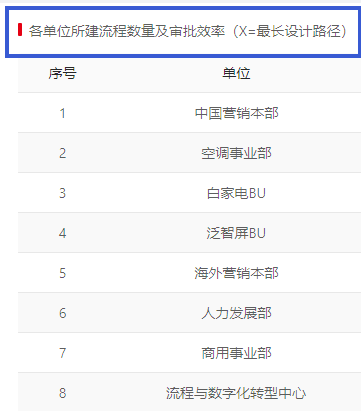 各单位所建流程数量及审批效率（X=最长设计路径）
序号 单位
1 中国营销本部
2 空调事业部
3 白家电BU
4 泛智屏BU
5 海外营销本部
6 人力发展部
7 商用事业部
8 流程与数字化转型中心